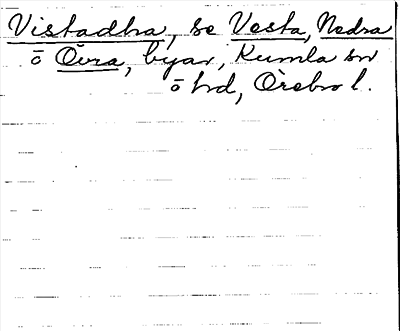 Vistadha, se Vesta, Nedra
ō Övra, byar, Kumla sn
ō hd, Örebro l.